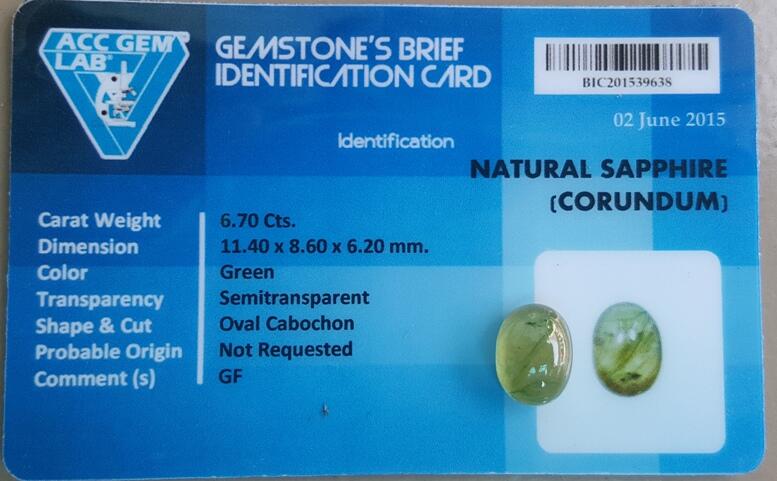 ACC GEM
LAB®
GEMSTONE'S BRIEF
IDENTIFICATION CARD
BIC201539638
02 June 2015
Identification
NATURAL SAPPHIRE
(CORUNDUM)
Carat Weight 6.70 Cts.
Dimension 11.40 x 8.60 x 6.20 mm.
Color Green
Transparency Semitransparent
Shape & Cut Oval Cabochon
Probable Origin Not Requested
Comment (s) GF